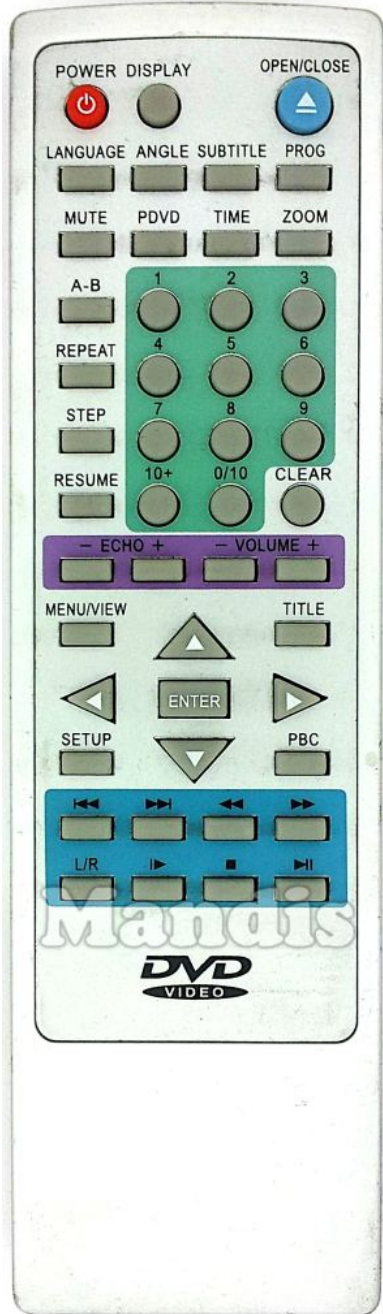 POWER DISPLAY OPEN/CLOSE
LANGUAGE ANGLE SUBTITLE PROG
MUTE PDVD TIME ZOOM
A-B 1 2 3
REPEAT 4 5 6
STEP 7 8 9
RESUME 10+ 0/10 CLEAR
- ECHO + - VOLUME +
MENU/VIEW TITLE
ENTER
SETUP PBC
L/R
Mandis
DVD
VIDEO